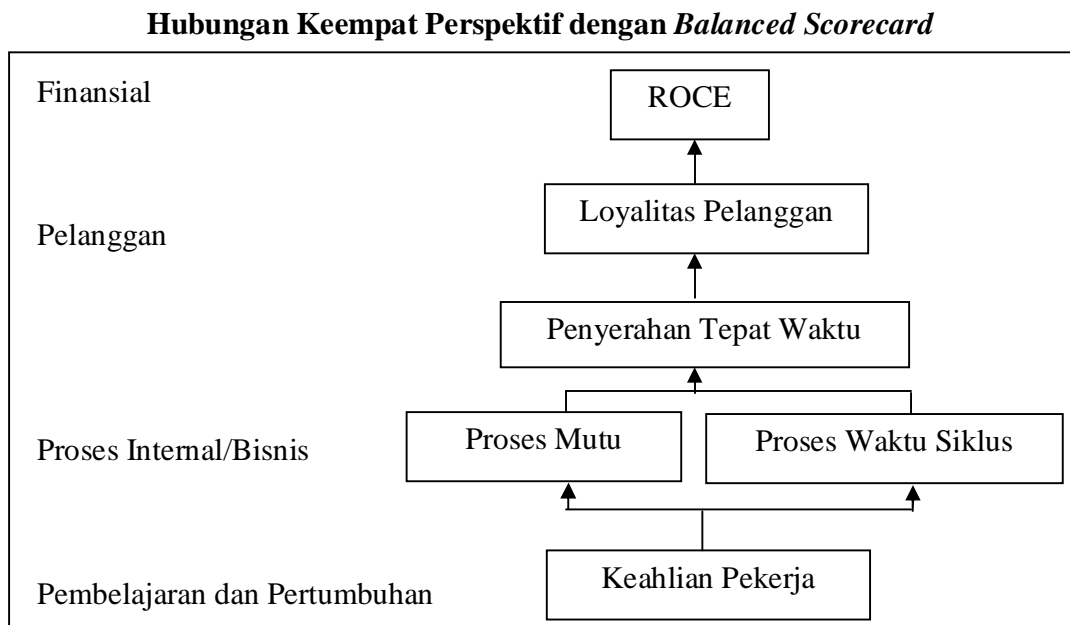 Hubungan Keempat Perspektif dengan Balanced Scorecard
Finansial
ROCE
Loyalitas Pelanggan
Pelanggan
Penyerahan Tepat Waktu
Proses Internal/Bisnis
Proses Mutu
Proses Waktu Siklus
Keahlian Pekerja
Pembelajaran dan Pertumbuhan